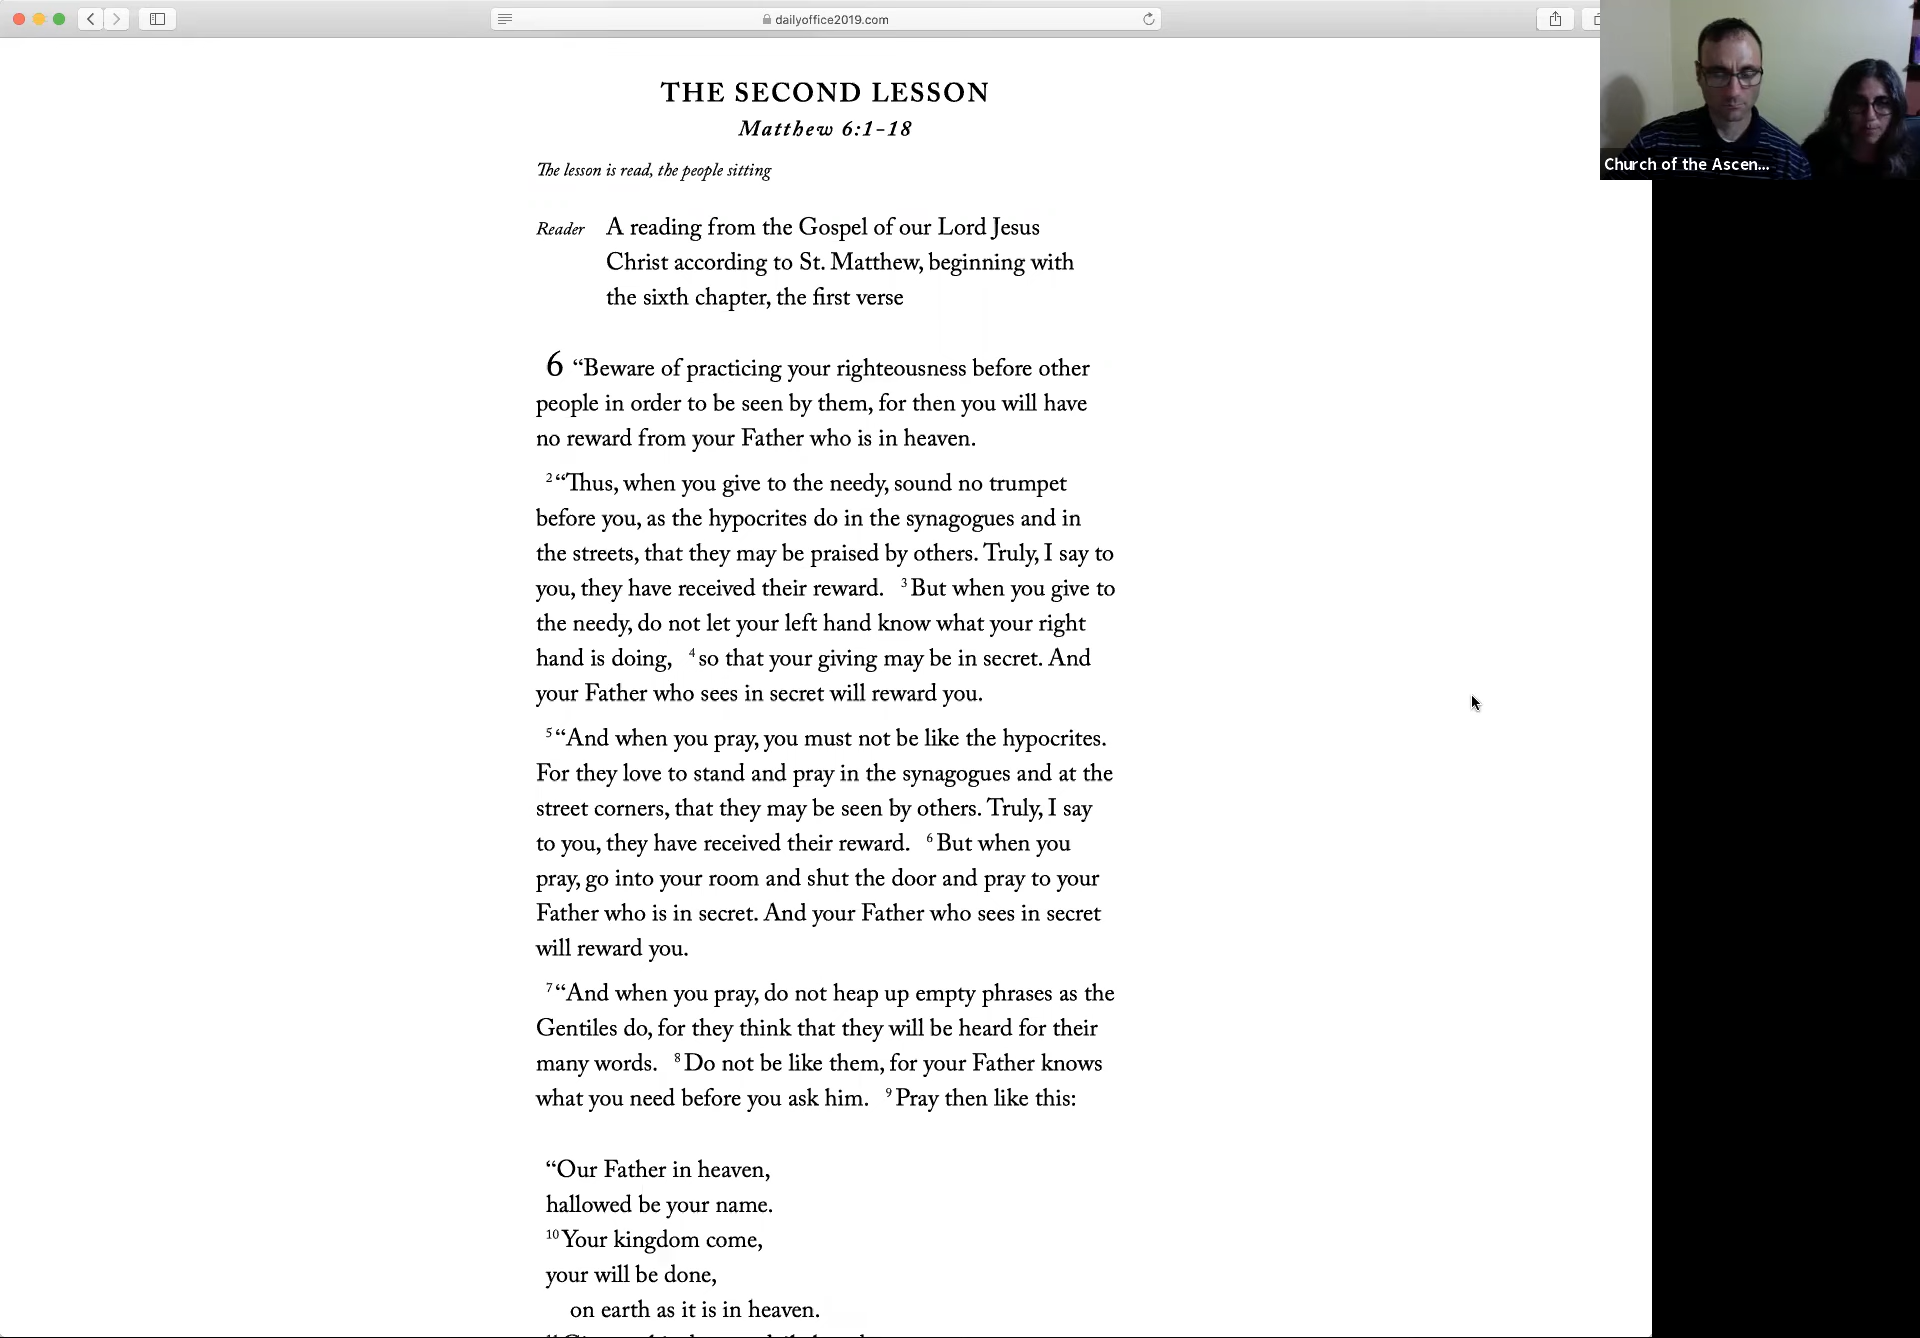 dailyoffice2019.com
Church of the Ascen...
THE SECOND LESSON
Matthew 6:1-18
The lesson is read, the people sitting
Reader A reading from the Gospel of our Lord Jesus
Christ according to St. Matthew, beginning with
the sixth chapter, the first verse
6 “Beware of practicing your righteousness before other
people in order to be seen by them, for then you will have
no reward from your Father who is in heaven.
2 “Thus, when you give to the needy, sound no trumpet
before you, as the hypocrites do in the synagogues and in
the streets, that they may be praised by others. Truly, I say to
you, they have received their reward. 3 But when you give to
the needy, do not let your left hand know what your right
hand is doing, 4 so that your giving may be in secret. And
your Father who sees in secret will reward you.
5 “And when you pray, you must not be like the hypocrites.
For they love to stand and pray in the synagogues and at the
street corners, that they may be seen by others. Truly, I say
to you, they have received their reward. 6 But when you
pray, go into your room and shut the door and pray to your
Father who is in secret. And your Father who sees in secret
will reward you.
7 “And when you pray, do not heap up empty phrases as the
Gentiles do, for they think that they will be heard for their
many words. 8 Do not be like them, for your Father knows
what you need before you ask him. 9 Pray then like this:
“Our Father in heaven,
hallowed be your name.
10 Your kingdom come,
your will be done,
on earth as it is in heaven.